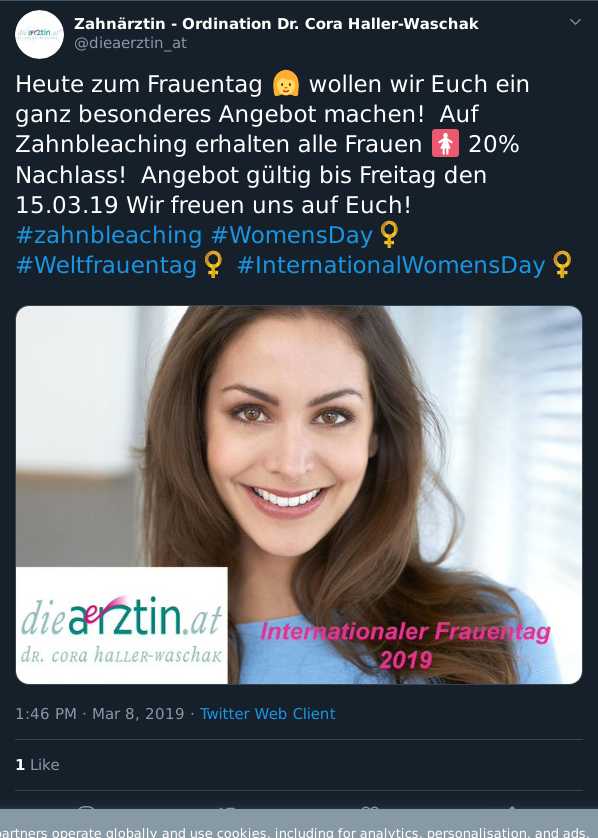 Zahnärztin - Ordination Dr. Cora Haller-Waschak
@dieaerztin_at
Heute zum Frauentag 👩 wollen wir Euch ein
ganz besonderes Angebot machen! Auf
Zahnbleaching erhalten alle Frauen 🚺 20%
Nachlass! Angebot gültig bis Freitag den
15.03.19 Wir freuen uns auf Euch!
#zahnbleaching #WomensDay♀
#Weltfrauentag♀ #InternationalWomensDay♀
dieaerztin.at
DR. CORA HALLER-WASCHAK
Internationaler Frauentag
2019
1:46 PM · Mar 8, 2019 · Twitter Web Client
1 Like
partners operate globally and use cookies, including for analytics, personalisation, and ads.